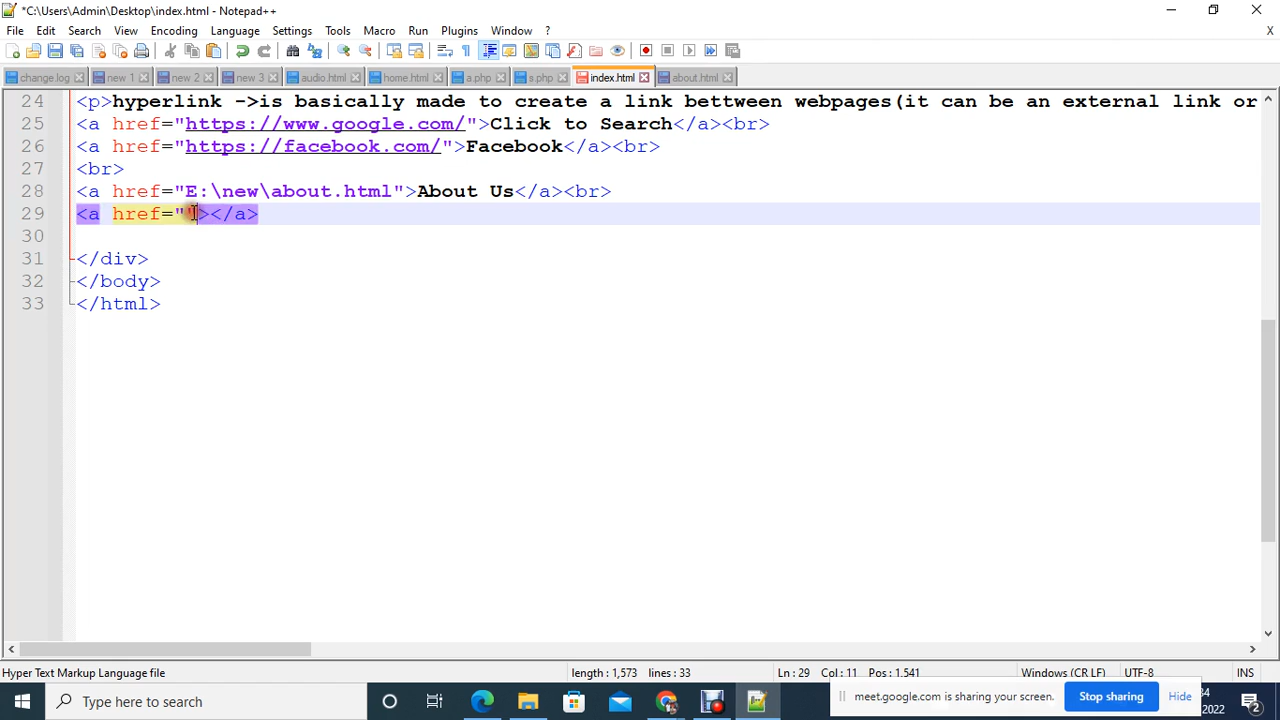 *C:\Users\Admin\Desktop\index.html - Notepad++
File Edit Search View Encoding Language Settings Tools Macro Run Plugins Window ? X
change.log new 1 new 2 new 3 audio.html home.html a.php s.php index.html about.html
24 <p>hyperlink ->is basically made to create a link bettween webpages(it can be an external link or
25 <a href="https://www.google.com/">Click to Search</a><br>
26 <a href="https://facebook.com/">Facebook</a><br>
27 <br>
28 <a href="E:\new\about.html">About Us</a><br>
29 <a href=""></a>
30
31 </div>
32 </body>
33 </html>
Hyper Text Markup Language file length : 1,573 lines : 33 Ln : 29 Col : 11 Pos : 1,541 Windows (CR LF) UTF-8 INS
Type here to search
meet.google.com is sharing your screen. Stop sharing Hide
2022 2